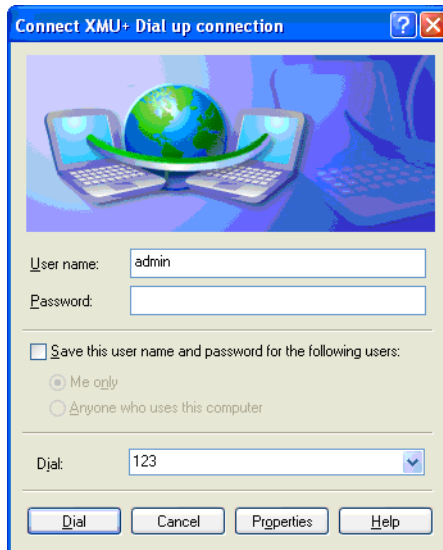 Connect XMU+ Dial up connection
User name: admin
Password:
Save this user name and password for the following users:
Me only
Anyone who uses this computer
Dial: 123
Dial Cancel Properties Help